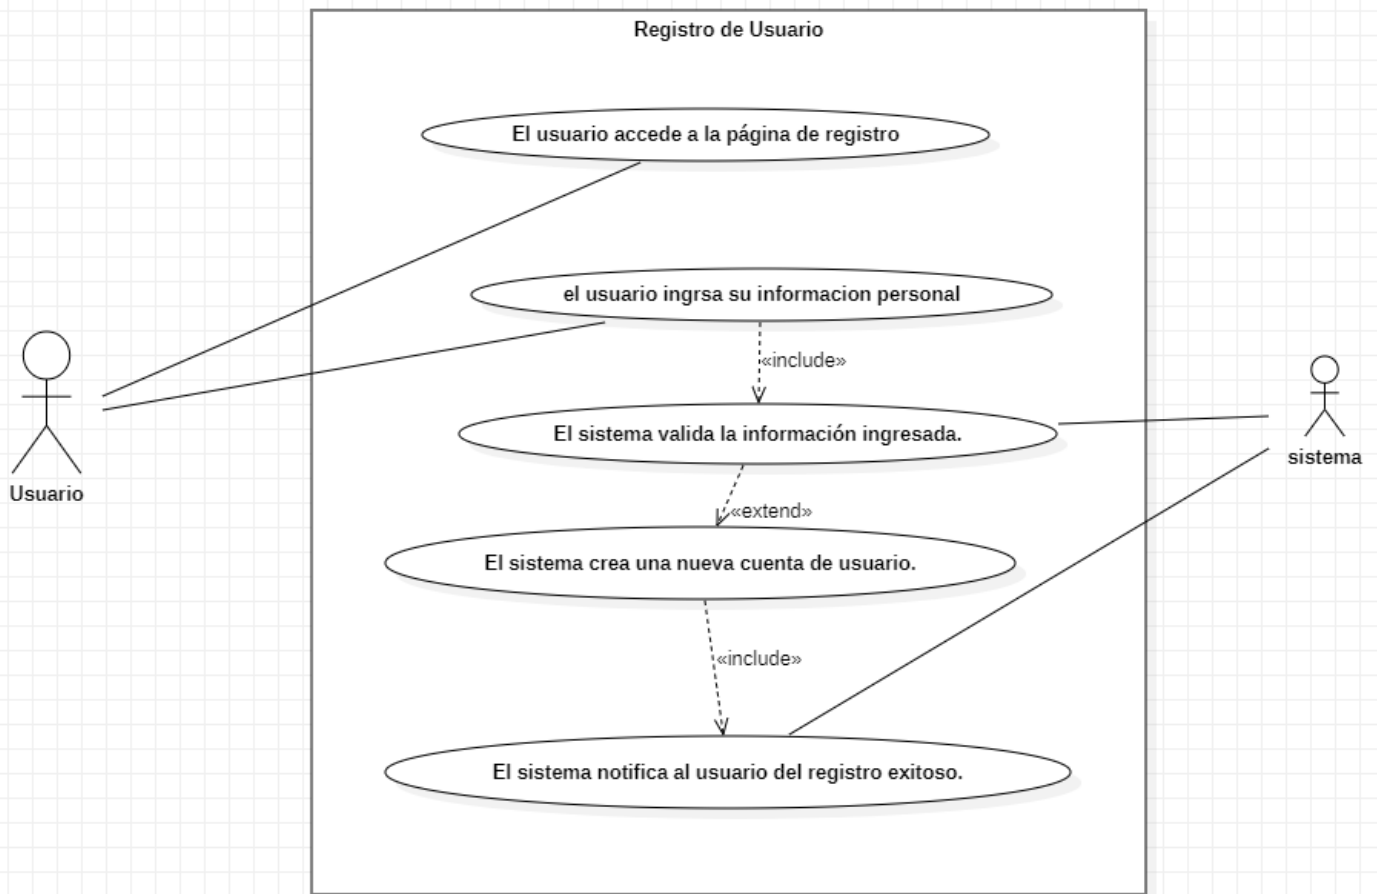 Registro de Usuario
El usuario accede a la página de registro
el usuario ingrsa su informacion personal
«include»
El sistema valida la información ingresada.
sistema
Usuario
«extend»
El sistema crea una nueva cuenta de usuario.
«include»
El sistema notifica al usuario del registro exitoso.